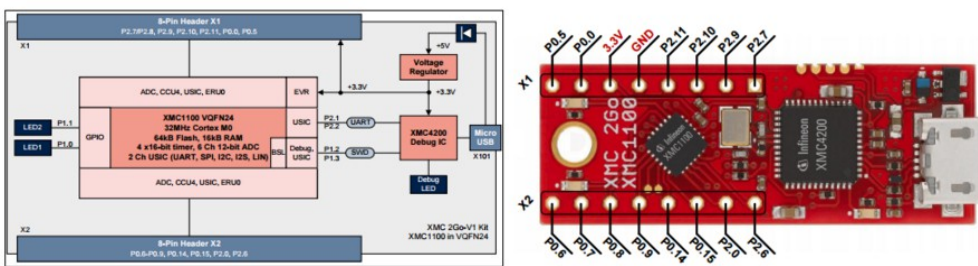 8-Pin Header X1
P2.7/P2.8, P2.9, P2.10, P2.11, P0.0, P0.5
X1
+5V
Voltage
Regulator
ADC, CCU4, USIC, ERU0
EVR
+3.3V
+3.3V
GPIO
XMC1100 VQFN24
32MHz Cortex M0
64kB Flash, 16kB RAM
4 x16-bit timer, 6 Ch 12-bit ADC
2 Ch USIC (UART, SPI, I2C, I2S, LIN)
USIC
BSL
Debug,
USIC
LED2
P1.1
LED1
P1.0
P2.1
P2.2
UART
P1.2
P1.3
SWD
XMC4200
Debug IC
Micro
USB
X101
Debug
LED
ADC, CCU4, USIC, ERU0
X2
XMC 2Go-V1 Kit
XMC1100 in VQFN24
8-Pin Header X2
P0.6-P0.9, P0.14, P0.15, P2.0, P2.6
P0.5
P0.0
3.3V
GND
P2.11
P2.10
P2.9
P2.7
X1
XMC 2Go
XMC1100
Infineon
XMC1100
Infineon
XMC4200
X2
P0.6
P0.7
P0.8
P0.9
P0.14
P0.15
P2.0
P2.6